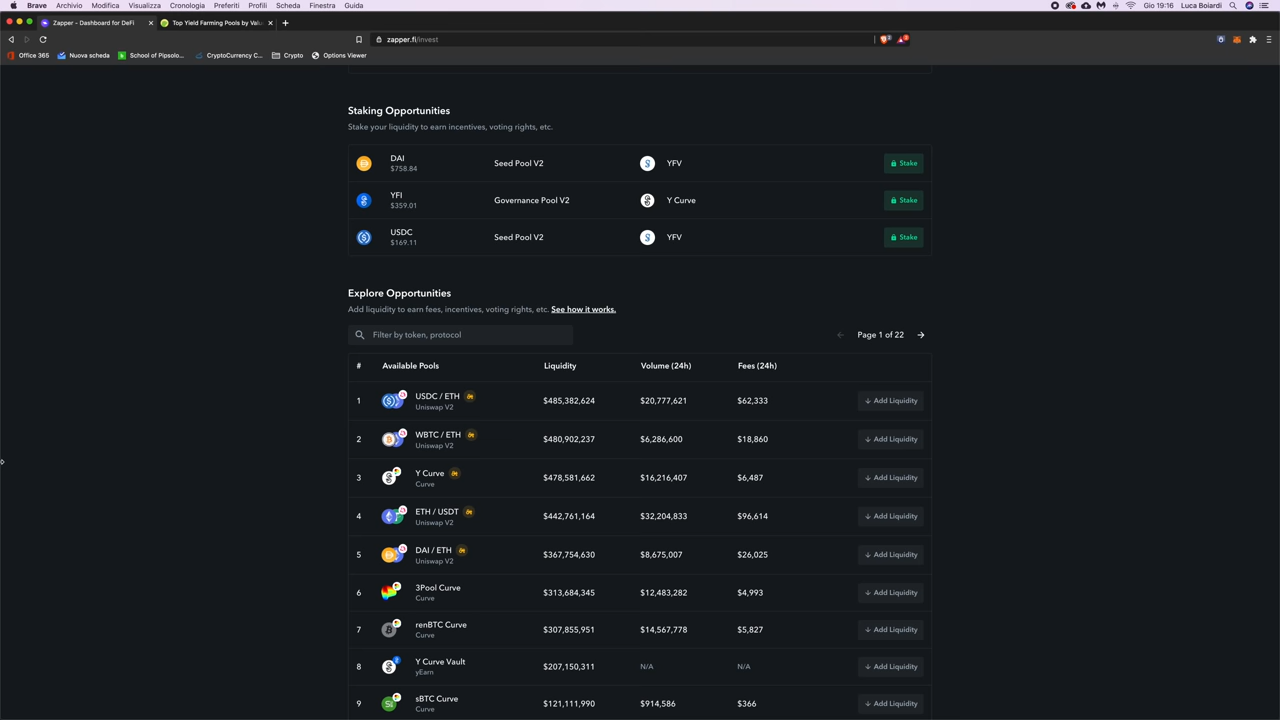 Brave Archivio Modifica Visualizza Cronologia Preferiti Profili Scheda Finestra Guida Gio 19:16 Luca Boiardi
Zapper - Dashboard for DeFi Top Yield Farming Pools by Valu
zapper.fi/invest
Office 365 Nuova scheda School of Pipsolo... CryptoCurrency C... Crypto Options Viewer
Staking Opportunities
Stake your liquidity to earn incentives, voting rights, etc.
DAI Seed Pool V2 YFV Stake
$758.84
YFI Governance Pool V2 Y Curve Stake
$359.01
USDC Seed Pool V2 YFV Stake
$169.11
Explore Opportunities
Add liquidity to earn fees, incentives, voting rights, etc. See how it works.
Filter by token, protocol Page 1 of 22
# Available Pools Liquidity Volume (24h) Fees (24h)
1 USDC / ETH $485,382,624 $20,777,621 $62,333 Add Liquidity
Uniswap V2
2 WBTC / ETH $480,902,237 $6,286,600 $18,860 Add Liquidity
Uniswap V2
3 Y Curve $478,581,662 $16,216,407 $6,487 Add Liquidity
Curve
4 ETH / USDT $442,761,164 $32,204,833 $96,614 Add Liquidity
Uniswap V2
5 DAI / ETH $367,754,630 $8,675,007 $26,025 Add Liquidity
Uniswap V2
6 3Pool Curve $313,684,345 $12,483,282 $4,993 Add Liquidity
Curve
7 renBTC Curve $307,855,951 $14,567,778 $5,827 Add Liquidity
Curve
8 Y Curve Vault $207,150,311 N/A N/A Add Liquidity
yEarn
9 sBTC Curve $121,111,990 $914,586 $366 Add Liquidity
Curve